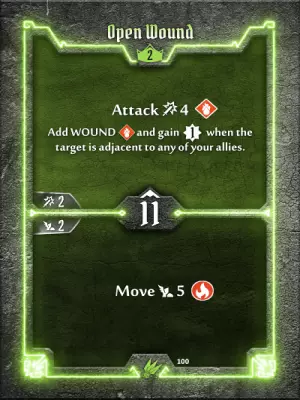 Open Wound
2
Attack 4
Add WOUND and gain 1 when the
target is adjacent to any of your allies.
2
2
11
Move 5
100